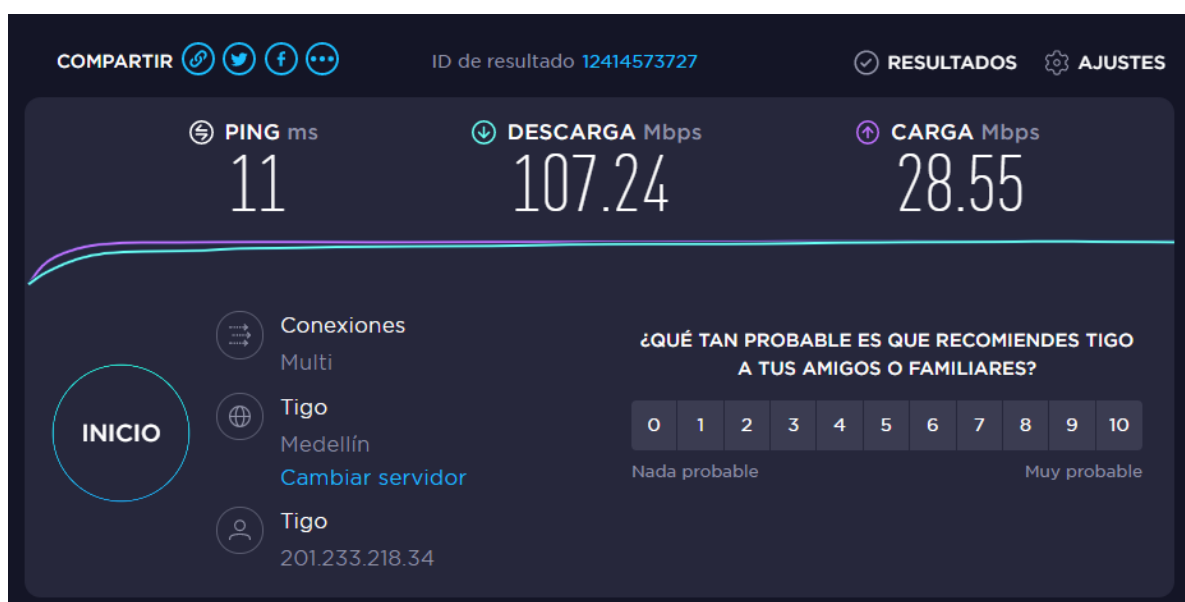 COMPARTIR
ID de resultado 12414573727
RESULTADOS
AJUSTES
PING ms
11
DESCARGA Mbps
107.24
CARGA Mbps
28.55
INICIO
Conexiones
Multi
Tigo
Medellín
Cambiar servidor
Tigo
201.233.218.34
¿QUÉ TAN PROBABLE ES QUE RECOMIENDES TIGO
A TUS AMIGOS O FAMILIARES?
0 1 2 3 4 5 6 7 8 9 10
Nada probable
Muy probable